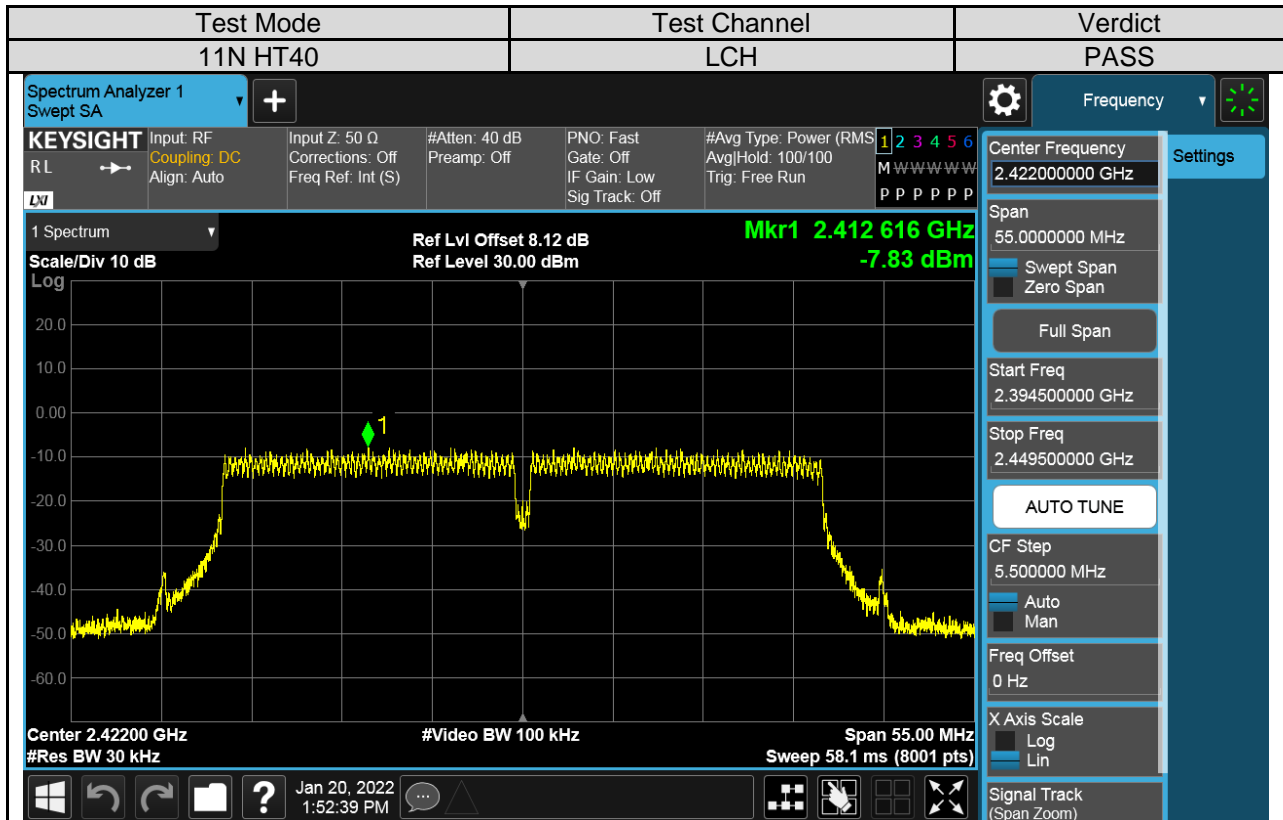 Test Mode Test Channel Verdict
11N HT40 LCH PASS
Spectrum Analyzer 1
Swept SA
Frequency
KEYSIGHT Input: RF Input Z: 50 Ω #Atten: 40 dB PNO: Fast #Avg Type: Power (RMS 1 2 3 4 5 6
R L Coupling: DC Corrections: Off Preamp: Off Gate: Off Avg|Hold: 100/100 M W W W W W
Align: Auto Freq Ref: Int (S) IF Gain: Low Trig: Free Run
LXI Sig Track: Off P P P P P P
1 Spectrum Ref Lvl Offset 8.12 dB Mkr1 2.412 616 GHz
Scale/Div 10 dB Ref Level 30.00 dBm -7.83 dBm
Log
20.0
10.0
0.00
1
-10.0
-20.0
-30.0
-40.0
-50.0
-60.0
Center 2.42200 GHz #Video BW 100 kHz Span 55.00 MHz
#Res BW 30 kHz Sweep 58.1 ms (8001 pts)
Jan 20, 2022
1:52:39 PM
?
Center Frequency
2.422000000 GHz
Settings
Span
55.0000000 MHz
Swept Span
Zero Span
Full Span
Start Freq
2.394500000 GHz
Stop Freq
2.449500000 GHz
AUTO TUNE
CF Step
5.500000 MHz
Auto
Man
Freq Offset
0 Hz
X Axis Scale
Log
Lin
Signal Track
(Span Zoom)